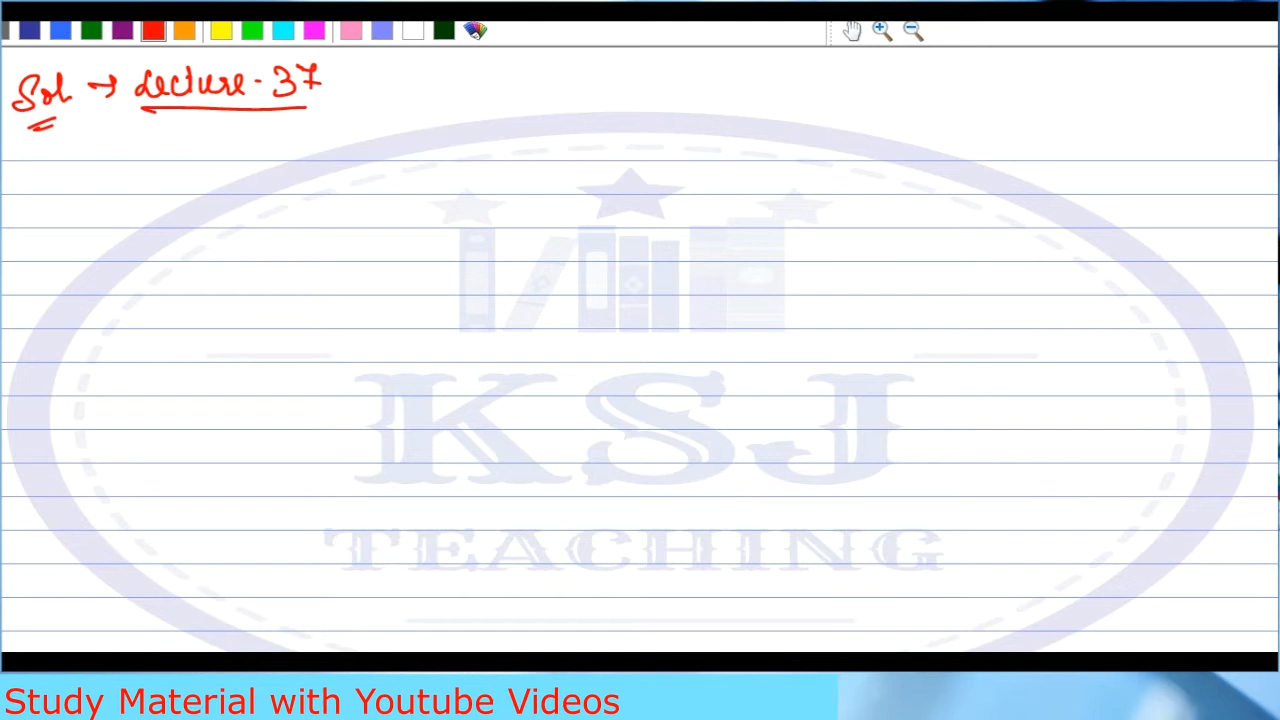 Sol → Lecture - 37
KSJ
TEACHING
Study Material with Youtube Videos